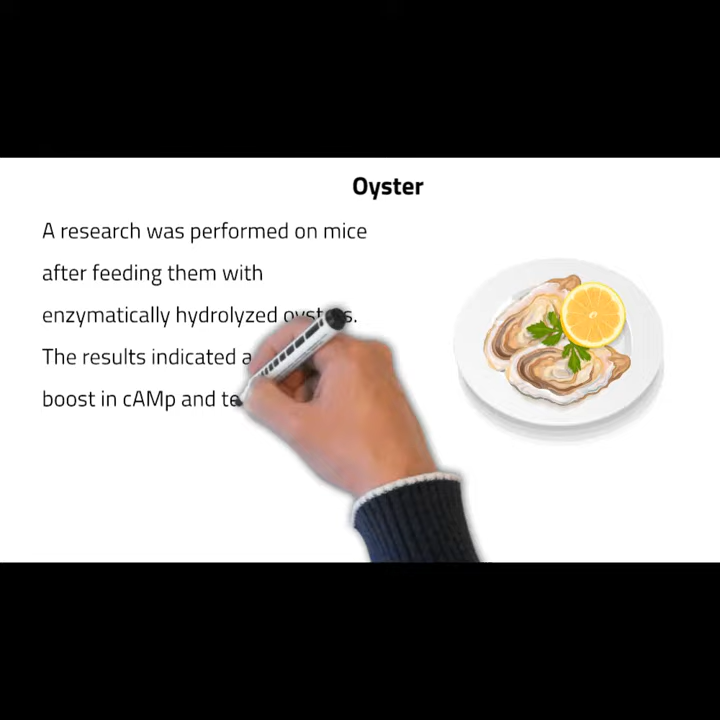 Oyster
A research was performed on mice
after feeding them with
enzymatically hydrolyzed
The results indicated a
boost in cAMp and te